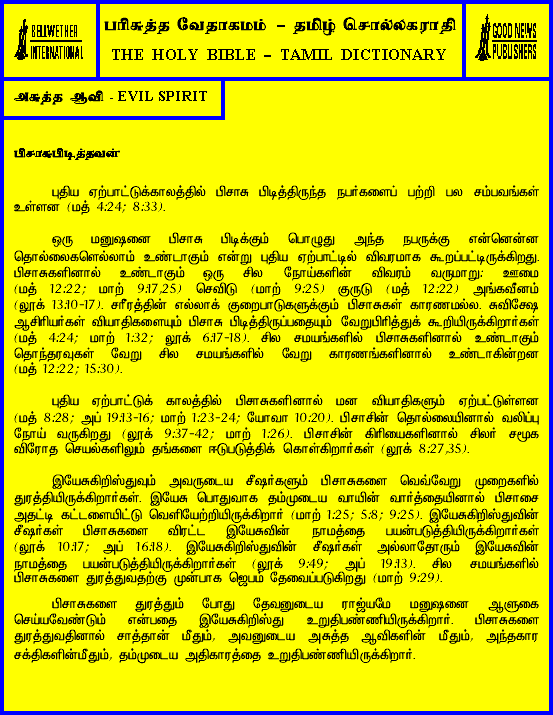 BELLWETHER
INTERNATIONAL
பரிசுத்த வேதாகமம் – தமிழ் சொல்லகராதி
THE HOLY BIBLE – TAMIL DICTIONARY
GOOD NEWS
PUBLISHERS
அசுத்த ஆவி - EVIL SPIRIT
பிசாசுபிடித்தவன்
புதிய ஏற்பாட்டுக்காலத்தில் பிசாசு பிடித்திருந்த நபர்களைப் பற்றி பல சம்பவங்கள்
உள்ளன (மத் 4:24; 8:33).
ஒரு மனுஷனை பிசாசு பிடிக்கும் பொழுது அந்த நபருக்கு என்னென்ன
தொல்லைகளெல்லாம் உண்டாகும் என்று புதிய ஏற்பாட்டில் விவரமாக கூறப்பட்டிருக்கிறது.
பிசாசுகளினால் உண்டாகும் ஒரு சில நோய்களின் விவரம் வருமாறு: ஊமை
(மத் 12:22; மாற் 9:17,25) செவிடு (மாற் 9:25) குருடு (மத் 12:22) அங்கவீனம்
(லூக் 13:10-17). சரீரத்தின் எல்லாக் குறைபாடுகளுக்கும் பிசாசுகள் காரணமல்ல. சுவிசேஷ
ஆசிரியர்கள் வியாதிகளையும் பிசாசு பிடித்திருப்பதையும் வேறுபிரித்துக் கூறியிருக்கிறார்கள்
(மத் 4:24; மாற் 1:32; லூக் 6:17-18). சில சமயங்களில் பிசாசுகளினால் உண்டாகும்
தொந்தரவுகள் வேறு சில சமயங்களில் வேறு காரணங்களினால் உண்டாகின்றன
(மத் 12:22; 15:30).
புதிய ஏற்பாட்டுக் காலத்தில் பிசாசுகளினால் மன வியாதிகளும் ஏற்பட்டுள்ளன
(மத் 8:28; அப் 19:13-16; மாற் 1:23-24; யோவா 10:20). பிசாசின் தொல்லையினால் வலிப்பு
நோய் வருகிறது (லூக் 9:37-42; மாற் 1:26). பிசாசின் கிரியைகளினால் சிலர் சமூக
விரோத செயல்களிலும் தங்களை ஈடுபடுத்திக் கொள்கிறார்கள் (லூக் 8:27,35).
இயேசுகிறிஸ்துவும் அவருடைய சீஷர்களும் பிசாசுகளை வெவ்வேறு முறைகளில்
துரத்தியிருக்கிறார்கள். இயேசு பொதுவாக தம்முடைய வாயின் வார்த்தையினால் பிசாசை
அதட்டி கட்டளையிட்டு வெளியேற்றியிருக்கிறார் (மாற் 1:25; 5:8; 9:25). இயேசுகிறிஸ்துவின்
சீஷர்கள் பிசாசுகளை விரட்ட இயேசுவின் நாமத்தை பயன்படுத்தியிருக்கிறார்கள்
(லூக் 10:17; அப் 16:18). இயேசுகிறிஸ்துவின் சீஷர்கள் அல்லாதோரும் இயேசுவின்
நாமத்தை பயன்படுத்தியிருக்கிறார்கள் (லூக் 9:49; அப் 19:13). சில சமயங்களில்
பிசாசுகளை துரத்துவதற்கு முன்பாக ஜெபம் தேவைப்படுகிறது (மாற் 9:29).
பிசாசுகளை துரத்தும் போது தேவனுடைய ராஜ்யமே மனுஷனை ஆளுகை
செய்யவேண்டும் என்பதை இயேசுகிறிஸ்து உறுதிபண்ணியிருக்கிறார். பிசாசுகளை
துரத்துவதினால் சாத்தான் மீதும், அவனுடைய அசுத்த ஆவிகளின் மீதும், அந்தகார
சக்திகளின்மீதும், தம்முடைய அதிகாரத்தை உறுதிபண்ணியிருக்கிறார்.